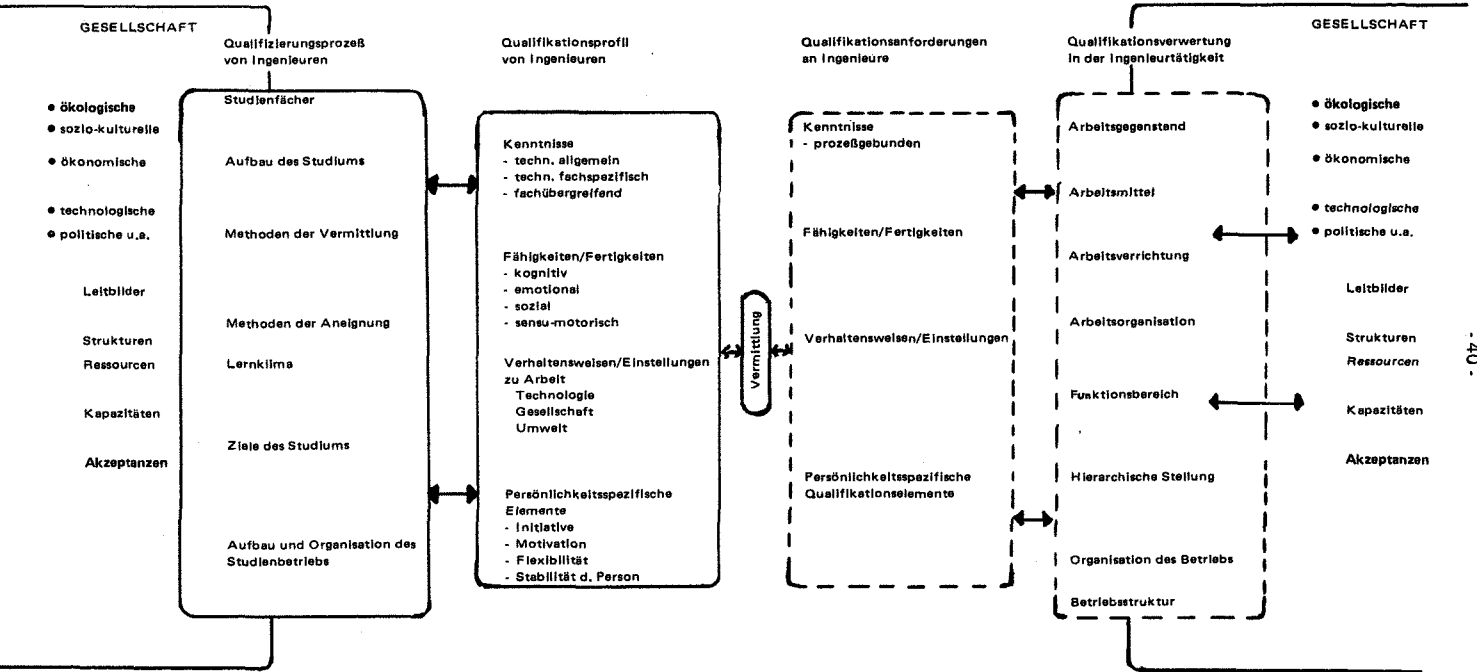 GESELLSCHAFT
● ökologische
● sozio-kulturelle
● ökonomische
● technologische
● politische u.a.
Leitbilder
Strukturen
Ressourcen
Kapazitäten
Akzeptanzen
Qualifizierungsprozeß
von Ingenieuren
Studienfächer
Aufbau des Studiums
Methoden der Vermittlung
Methoden der Aneignung
Lernklima
Ziele des Studiums
Aufbau und Organisation des
Studienbetriebs
Qualifikationsprofil
von Ingenieuren
Kenntnisse
- techn. allgemein
- techn. fachspezifisch
- fachübergreifend
Fähigkeiten/Fertigkeiten
- kognitiv
- emotional
- sozial
- sensu-motorisch
Verhaltensweisen/Einstellungen
zu Arbeit
Technologie
Gesellschaft
Umwelt
Persönlichkeitsspezifische
Elemente
- Initiative
- Motivation
- Flexibilität
- Stabilität d. Person
Vermittlung
Qualifikationsanforderungen
an Ingenieure
Kenntnisse
- prozeßgebunden
Fähigkeiten/Fertigkeiten
Verhaltensweisen/Einstellungen
Persönlichkeitsspezifische
Qualifikationselemente
Qualifikationsverwertung
in der Ingenieurtätigkeit
Arbeitsgegenstand
Arbeitsmittel
Arbeitsverrichtung
Arbeitsorganisation
Funktionsbereich
Hierarchische Stellung
Organisation des Betriebs
Betriebsstruktur
GESELLSCHAFT
● ökologische
● sozio-kulturelle
● ökonomische
● technologische
● politische u.a.
Leitbilder
Strukturen
Ressourcen
Kapazitäten
Akzeptanzen
- 40 -